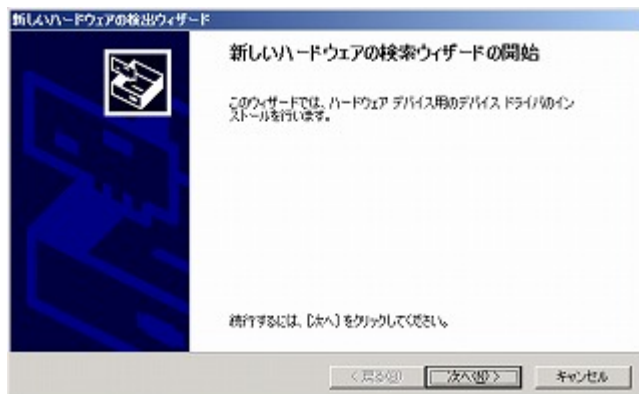 新しいハードウェアの検出ウィザード
新しいハードウェアの検索ウィザードの開始
このウィザードでは、ハードウェア デバイス用のデバイス ドライバのイン
ストールを行います。
続行するには、[次へ] をクリックしてください。
< 戻る(B)
次へ(N) >
キャンセル